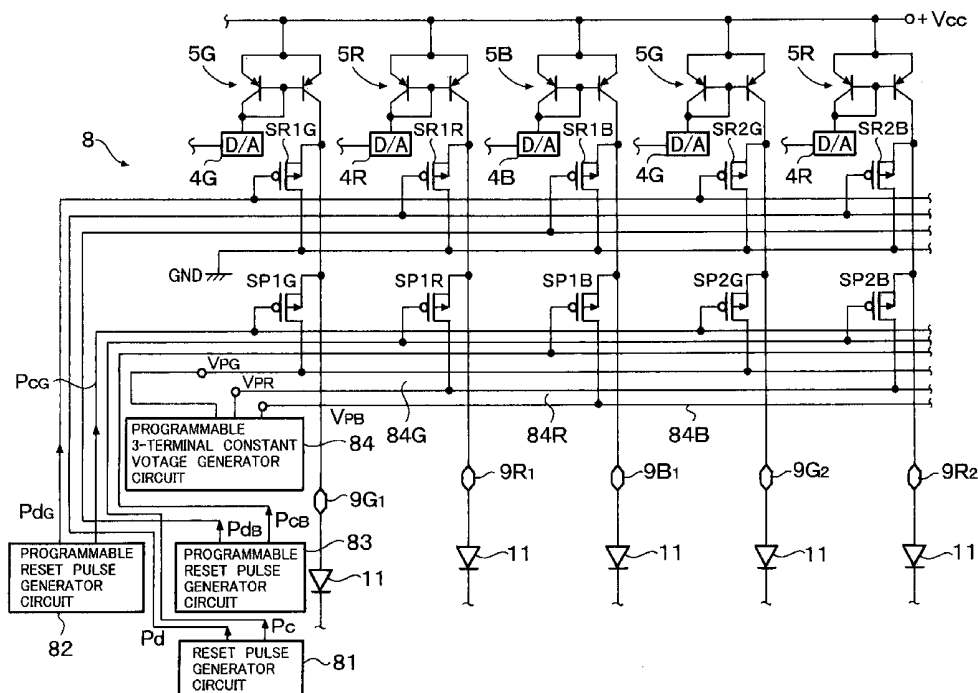 +Vcc
5G 5R 5B 5G 5R
8
SR1G SR1R SR1B SR2G SR2B
D/A D/A D/A D/A D/A
4G 4R 4B 4G 4R
GND
SP1G SP1R SP1B SP2G SP2B
PCG
VPG
VPR
VPB
84G 84R 84B
PROGRAMMABLE
3-TERMINAL CONSTANT
VOTAGE GENERATOR
CIRCUIT
84
9G1 9R1 9B1 9G2 9R2
PdG
PdB
PCB
PROGRAMMABLE
RESET PULSE
GENERATOR
CIRCUIT
82
PROGRAMMABLE
RESET PULSE
GENERATOR
CIRCUIT
83
11 11 11 11 11
Pd
PC
RESET PULSE
GENERATOR
CIRCUIT
81